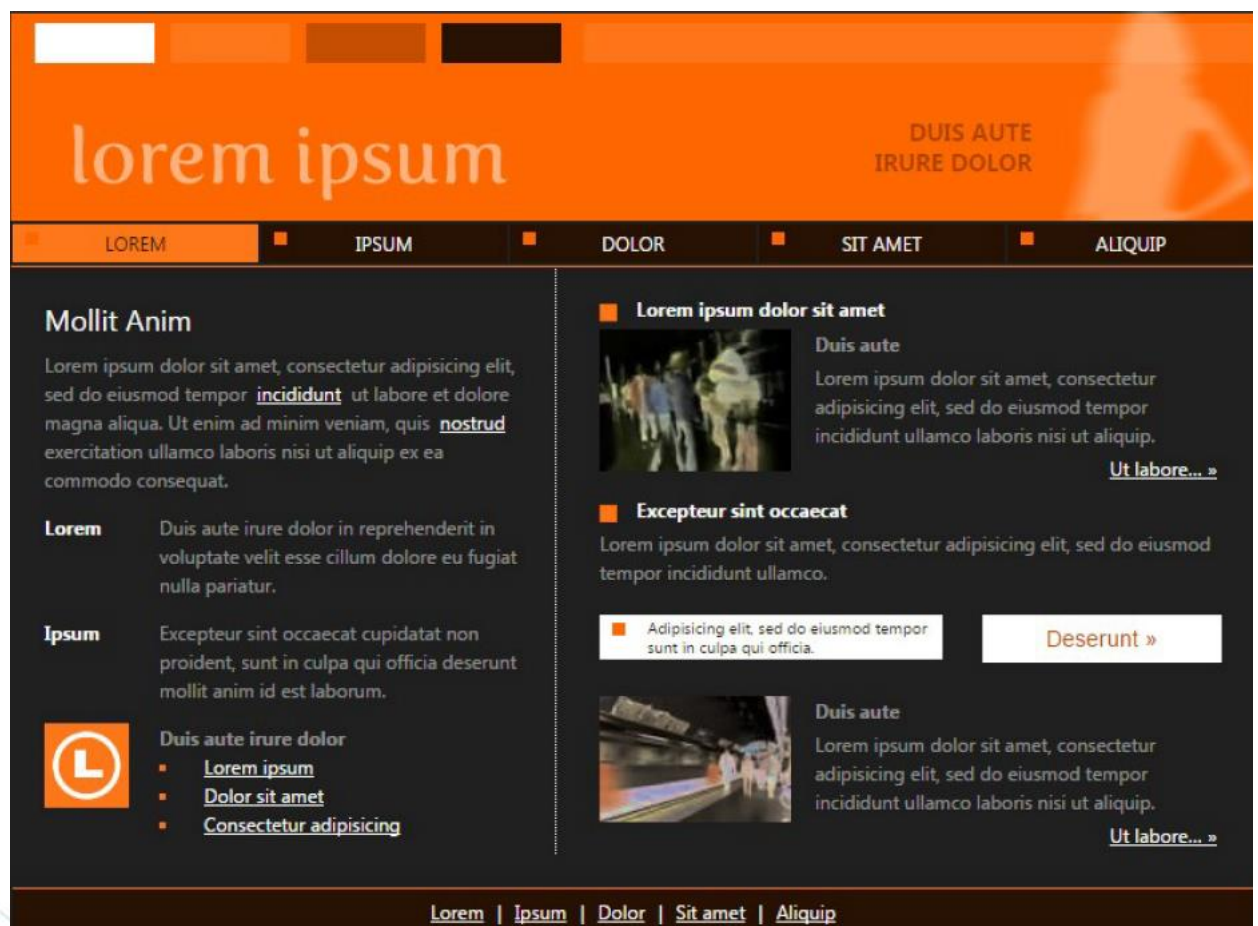 lorem ipsum
DUIS AUTE
IRURE DOLOR
LOREM
IPSUM
DOLOR
SIT AMET
ALIQUIP
Mollit Anim
Lorem ipsum dolor sit amet, consectetur adipisicing elit,
sed do eiusmod tempor incididunt ut labore et dolore
magna aliqua. Ut enim ad minim veniam, quis nostrud
exercitation ullamco laboris nisi ut aliquip ex ea
commodo consequat.
Lorem
Duis aute irure dolor in reprehenderit in
voluptate velit esse cillum dolore eu fugiat
nulla pariatur.
Ipsum
Excepteur sint occaecat cupidatat non
proident, sunt in culpa qui officia deserunt
mollit anim id est laborum.
L
Duis aute irure dolor
Lorem ipsum
Dolor sit amet
Consectetur adipisicing
Lorem ipsum dolor sit amet
Duis aute
Lorem ipsum dolor sit amet, consectetur
adipisicing elit, sed do eiusmod tempor
incididunt ullamco laboris nisi ut aliquip.
Ut labore... »
Excepteur sint occaecat
Lorem ipsum dolor sit amet, consectetur adipisicing elit, sed do eiusmod
tempor incididunt ullamco.
Adipisicing elit, sed do eiusmod tempor
sunt in culpa qui officia.
Deserunt »
Duis aute
Lorem ipsum dolor sit amet, consectetur
adipisicing elit, sed do eiusmod tempor
incididunt ullamco laboris nisi ut aliquip.
Ut labore... »
Lorem | Ipsum | Dolor | Sit amet | Aliquip